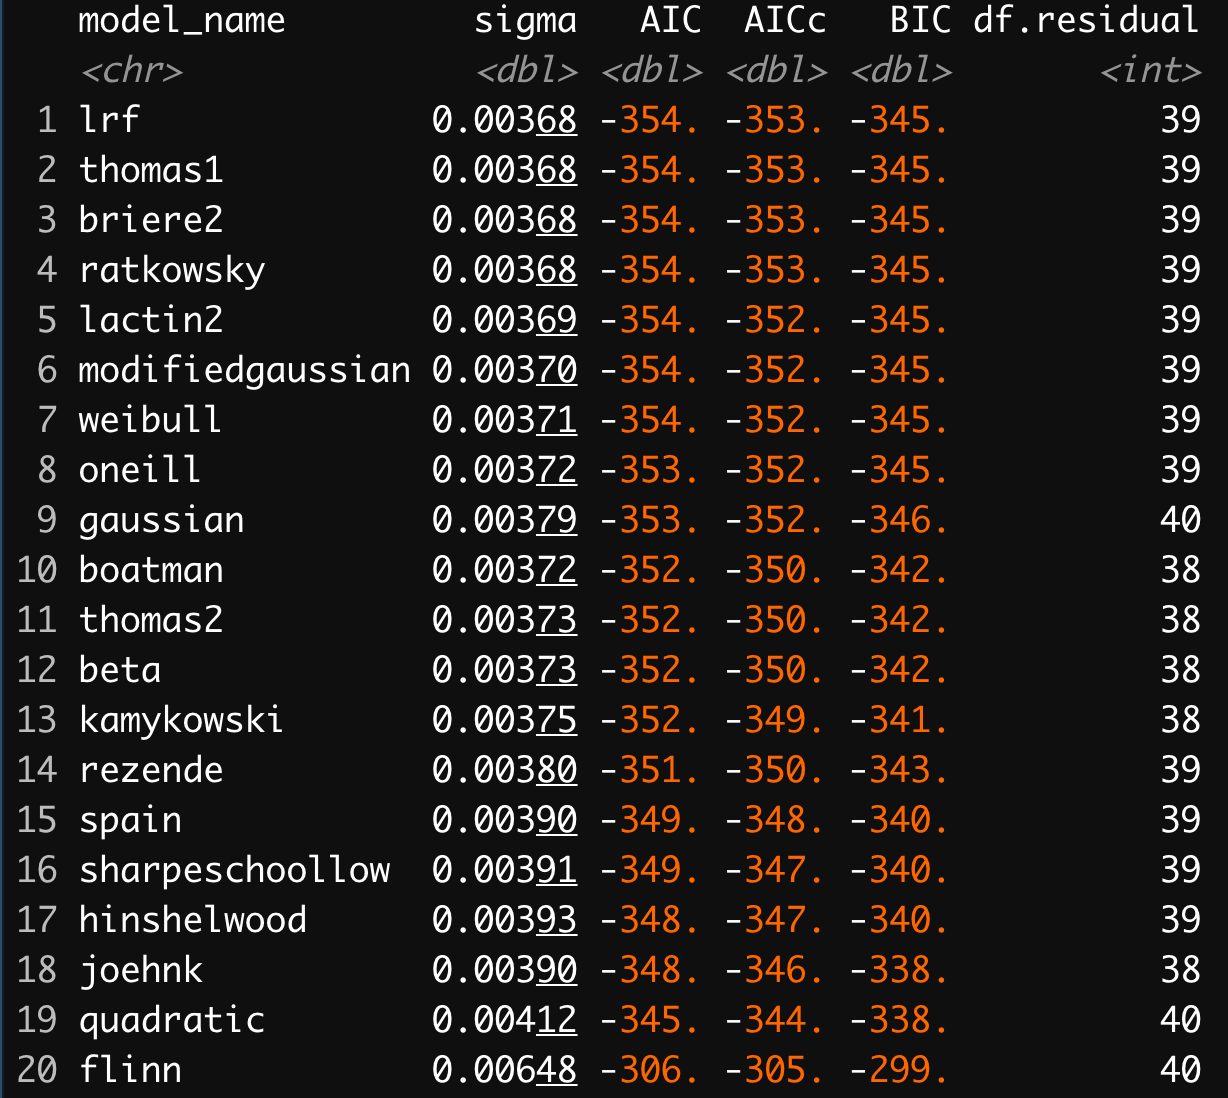 model_name sigma AIC AICc BIC df.residual
<chr> <dbl> <dbl> <dbl> <dbl> <int>
1 lrf 0.00368 -354. -353. -345. 39
2 thomas1 0.00368 -354. -353. -345. 39
3 briere2 0.00368 -354. -353. -345. 39
4 ratkowsky 0.00368 -354. -353. -345. 39
5 lactin2 0.00369 -354. -352. -345. 39
6 modifiedgaussian 0.00370 -354. -352. -345. 39
7 weibull 0.00371 -354. -352. -345. 39
8 oneill 0.00372 -353. -352. -345. 39
9 gaussian 0.00379 -353. -352. -346. 40
10 boatman 0.00372 -352. -350. -342. 38
11 thomas2 0.00373 -352. -350. -342. 38
12 beta 0.00373 -352. -350. -342. 38
13 kamykowski 0.00375 -352. -349. -341. 38
14 rezende 0.00380 -351. -350. -343. 39
15 spain 0.00390 -349. -348. -340. 39
16 sharpeschoollow 0.00391 -349. -347. -340. 39
17 hinshelwood 0.00393 -348. -347. -340. 39
18 joehnk 0.00390 -348. -346. -338. 38
19 quadratic 0.00412 -345. -344. -338. 40
20 flinn 0.00648 -306. -305. -299. 40